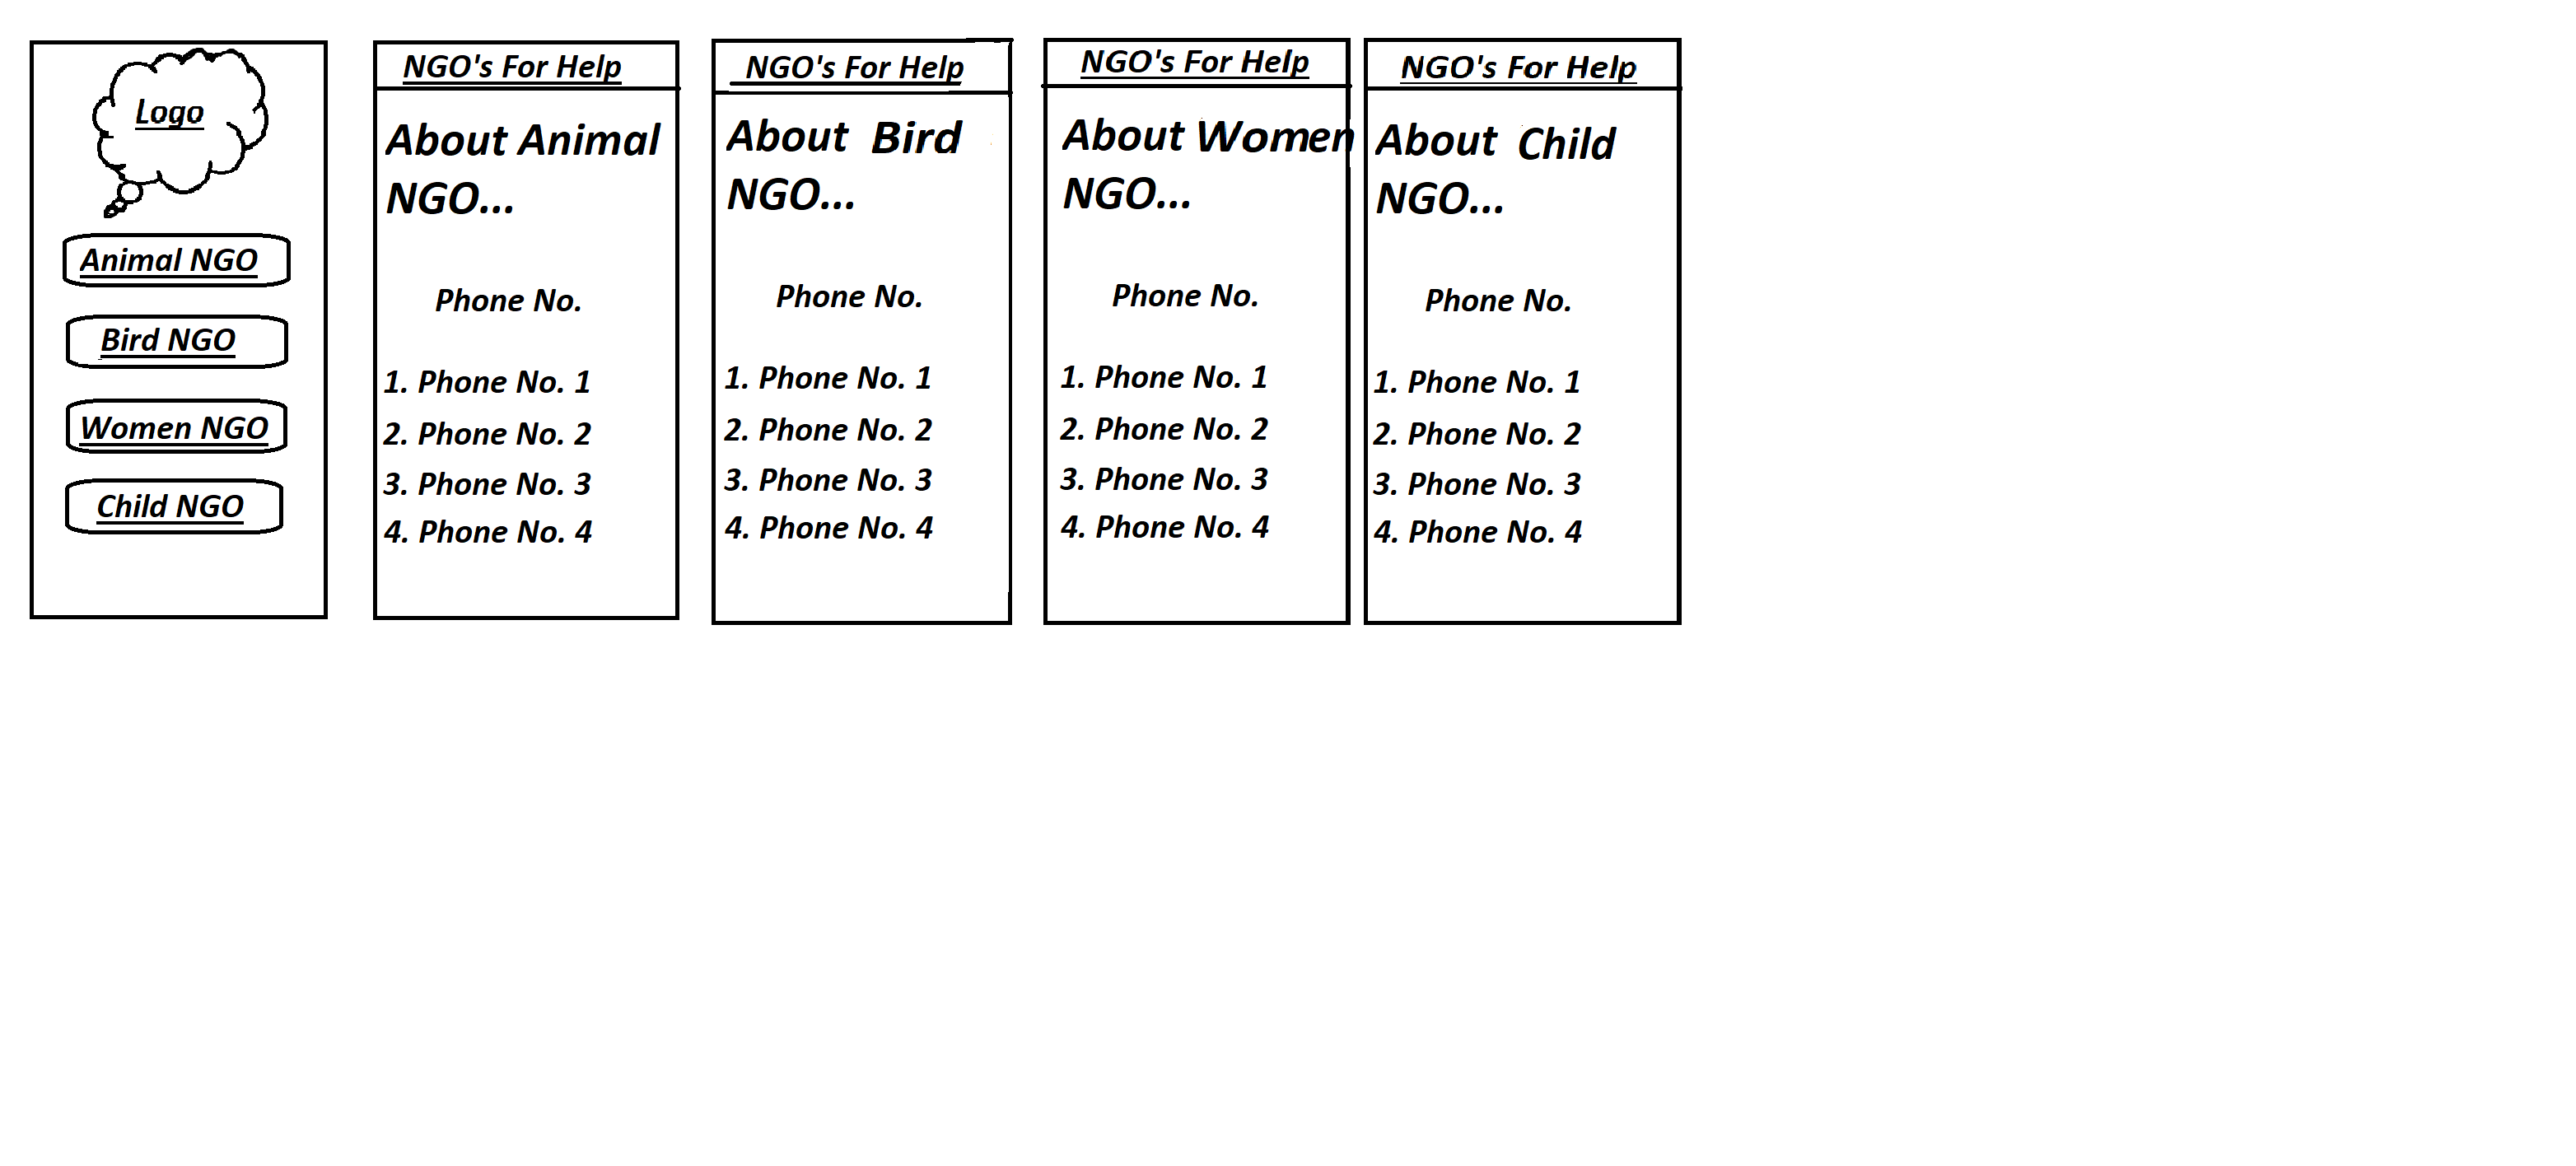 Logo
Animal NGO
Bird NGO
Women NGO
Child NGO
NGO's For Help
About Animal
NGO...
Phone No.
1. Phone No. 1
2. Phone No. 2
3. Phone No. 3
4. Phone No. 4
NGO's For Help
About Bird
NGO...
Phone No.
1. Phone No. 1
2. Phone No. 2
3. Phone No. 3
4. Phone No. 4
NGO's For Help
About Women
NGO...
Phone No.
1. Phone No. 1
2. Phone No. 2
3. Phone No. 3
4. Phone No. 4
NGO's For Help
About Child
NGO...
Phone No.
1. Phone No. 1
2. Phone No. 2
3. Phone No. 3
4. Phone No. 4